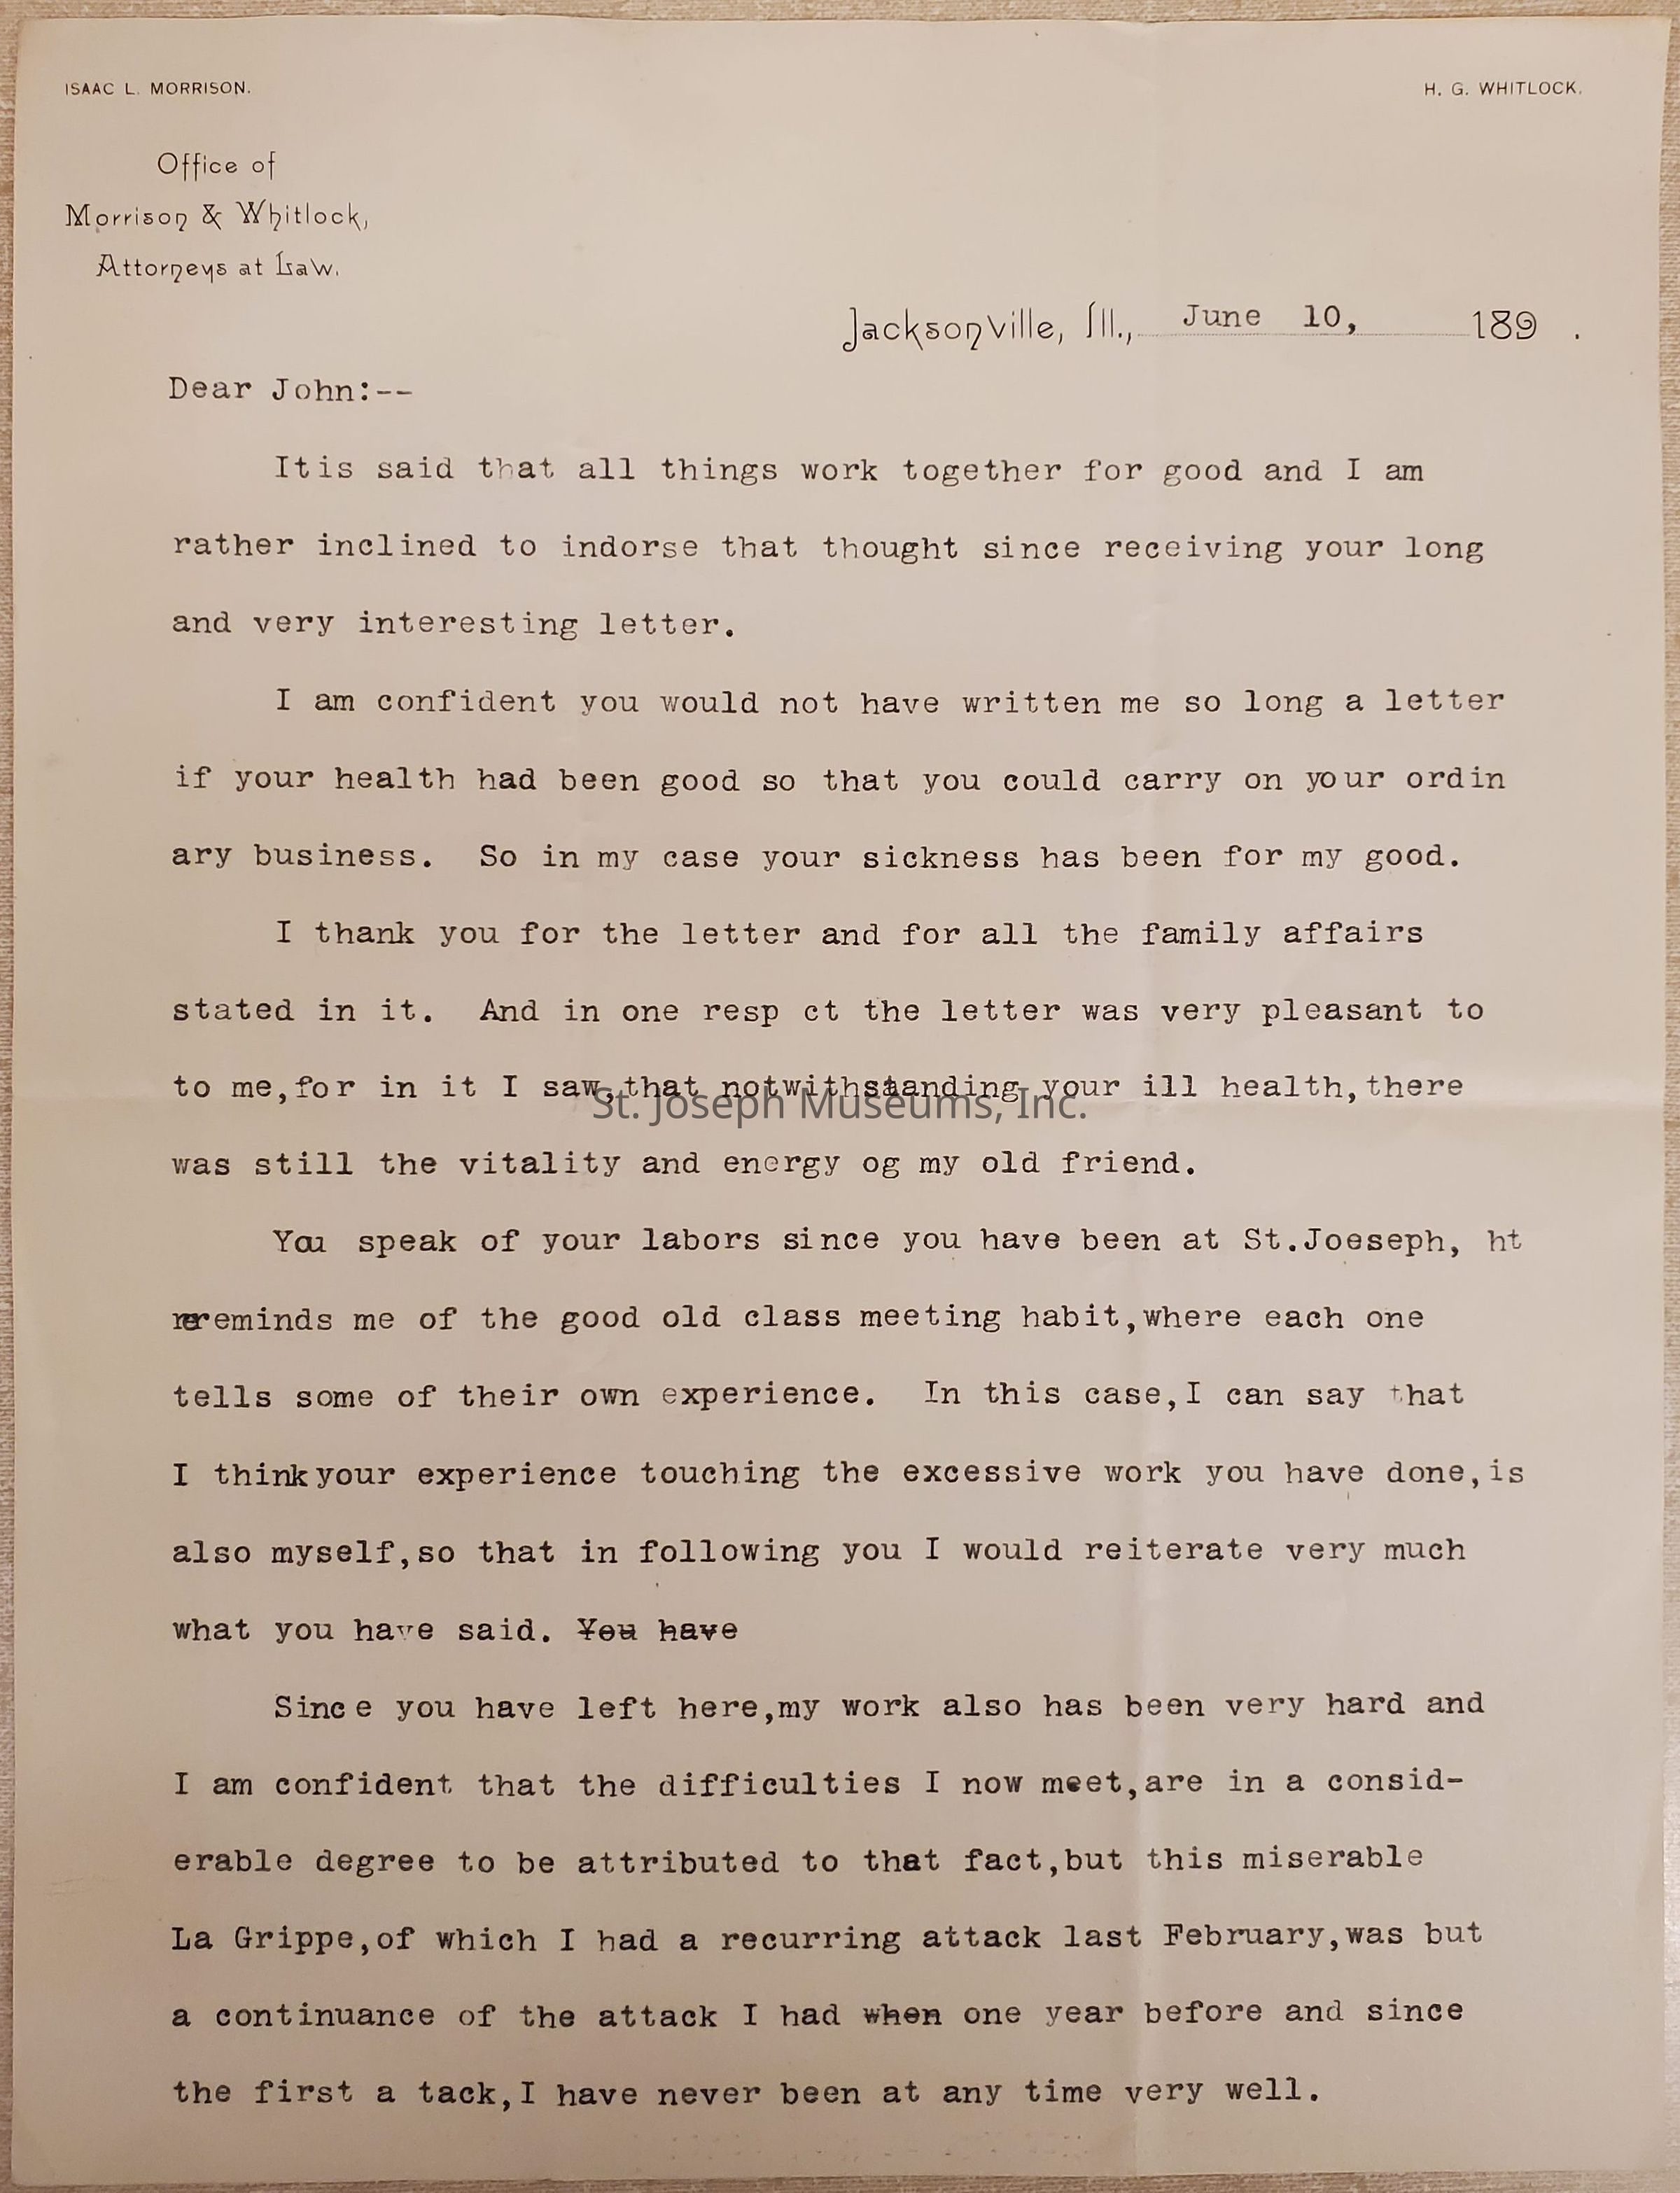 ISAAC L. MORRISON. H. G. WHITLOCK.
Office of
Morrison & Whitlock,
Attorneys at Law.
Jacksonville, Ill., June 10, 189 .
Dear John:--
Itis said that all things work together for good and I am
rather inclined to indorse that thought since receiving your long
and very interesting letter.
I am confident you would not have written me so long a letter
if your health had been good so that you could carry on your ordin
ary business. So in my case your sickness has been for my good.
I thank you for the letter and for all the family affairs
stated in it. And in one resp ct the letter was very pleasant to
to me,for in it I saw,that notwithstanding your ill health,there
St. Joseph Museums, Inc.
was still the vitality and energy og my old friend.
You speak of your labors since you have been at St.Joeseph, ht
rereminds me of the good old class meeting habit,where each one
tells some of their own experience. In this case,I can say that
I think your experience touching the excessive work you have done,is
also myself,so that in following you I would reiterate very much
what you have said. You have
Since you have left here,my work also has been very hard and
I am confident that the difficulties I now meet,are in a consid-
erable degree to be attributed to that fact,but this miserable
La Grippe,of which I had a recurring attack last February,was but
a continuance of the attack I had when one year before and since
the first a tack,I have never been at any time very well.